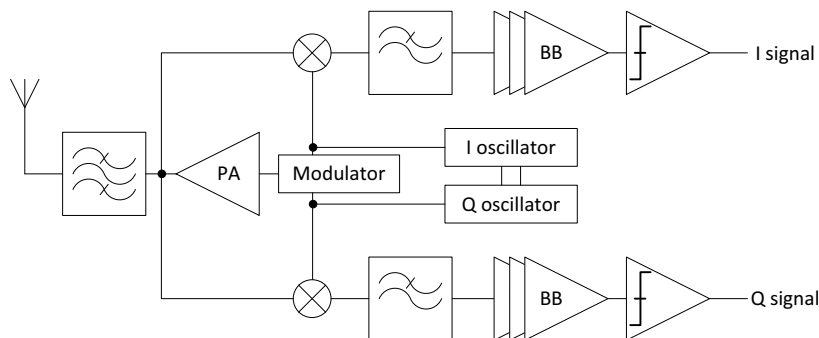 BB
I signal
I oscillator
PA
Modulator
Q oscillator
BB
Q signal